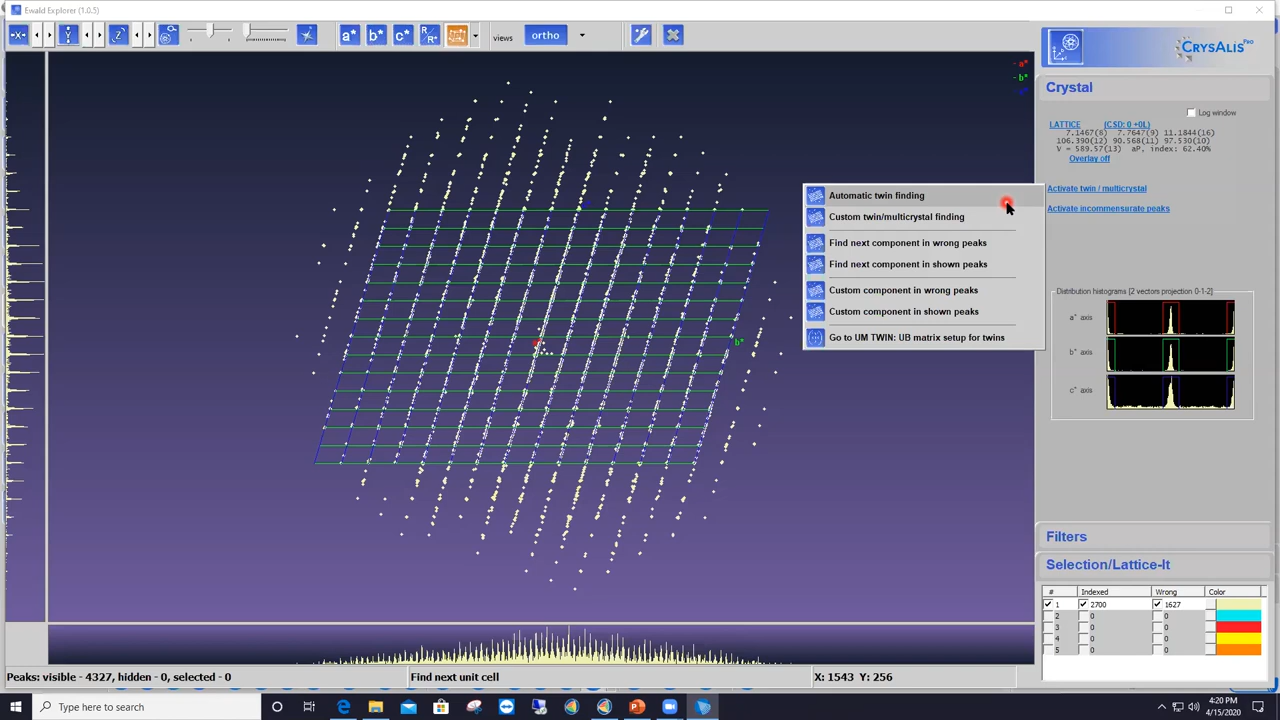 Ewald Explorer (1.0.5)
a* b* c* R/R* views ortho
CRYSALIS Pro
- a*
- b*
Crystal
Log window
LATTICE (CSD: 0 +0L)
7.1467(8) 7.7647(9) 11.1844(16)
106.390(12) 90.568(11) 97.530(10)
V = 589.57(13) aP, index: 62.40%
Overlay off
Activate twin / multicrystal
Activate incommensurate peaks
Automatic twin finding
Custom twin/multicrystal finding
Find next component in wrong peaks
Find next component in shown peaks
Custom component in wrong peaks
Custom component in shown peaks
Go to UM TWIN: UB matrix setup for twins
b*
Distribution histograms [2 vectors projection 0-1-2]
a* axis
b* axis
c* axis
Filters
Selection/Lattice-It
# Indexed Wrong Color
1 2700 1627
2 0 0
3 0 0
4 0 0
5 0 0
Peaks: visible - 4327, hidden - 0, selected - 0
Find next unit cell
X: 1543 Y: 256
Type here to search
4:20 PM
4/15/2020